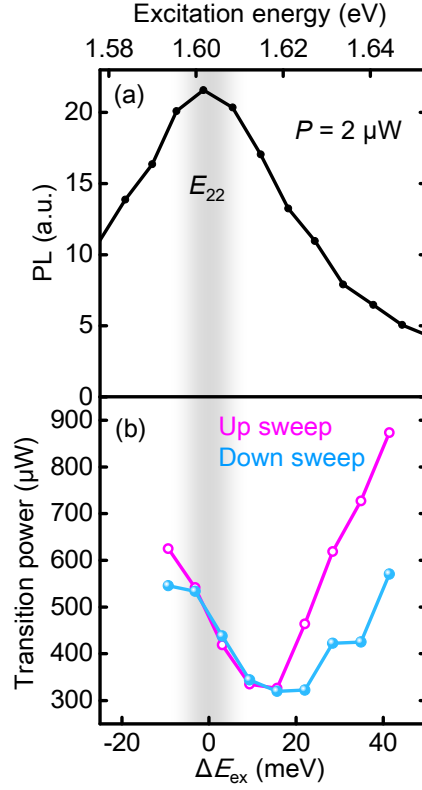 Excitation energy (eV)
1.58 1.60 1.62 1.64
(a)
P = 2 µW
E22
PL (a.u.)
20
15
10
5
0
(b)
Up sweep
Down sweep
Transition power (µW)
900
800
700
600
500
400
300
-20 0 20 40
ΔEex (meV)